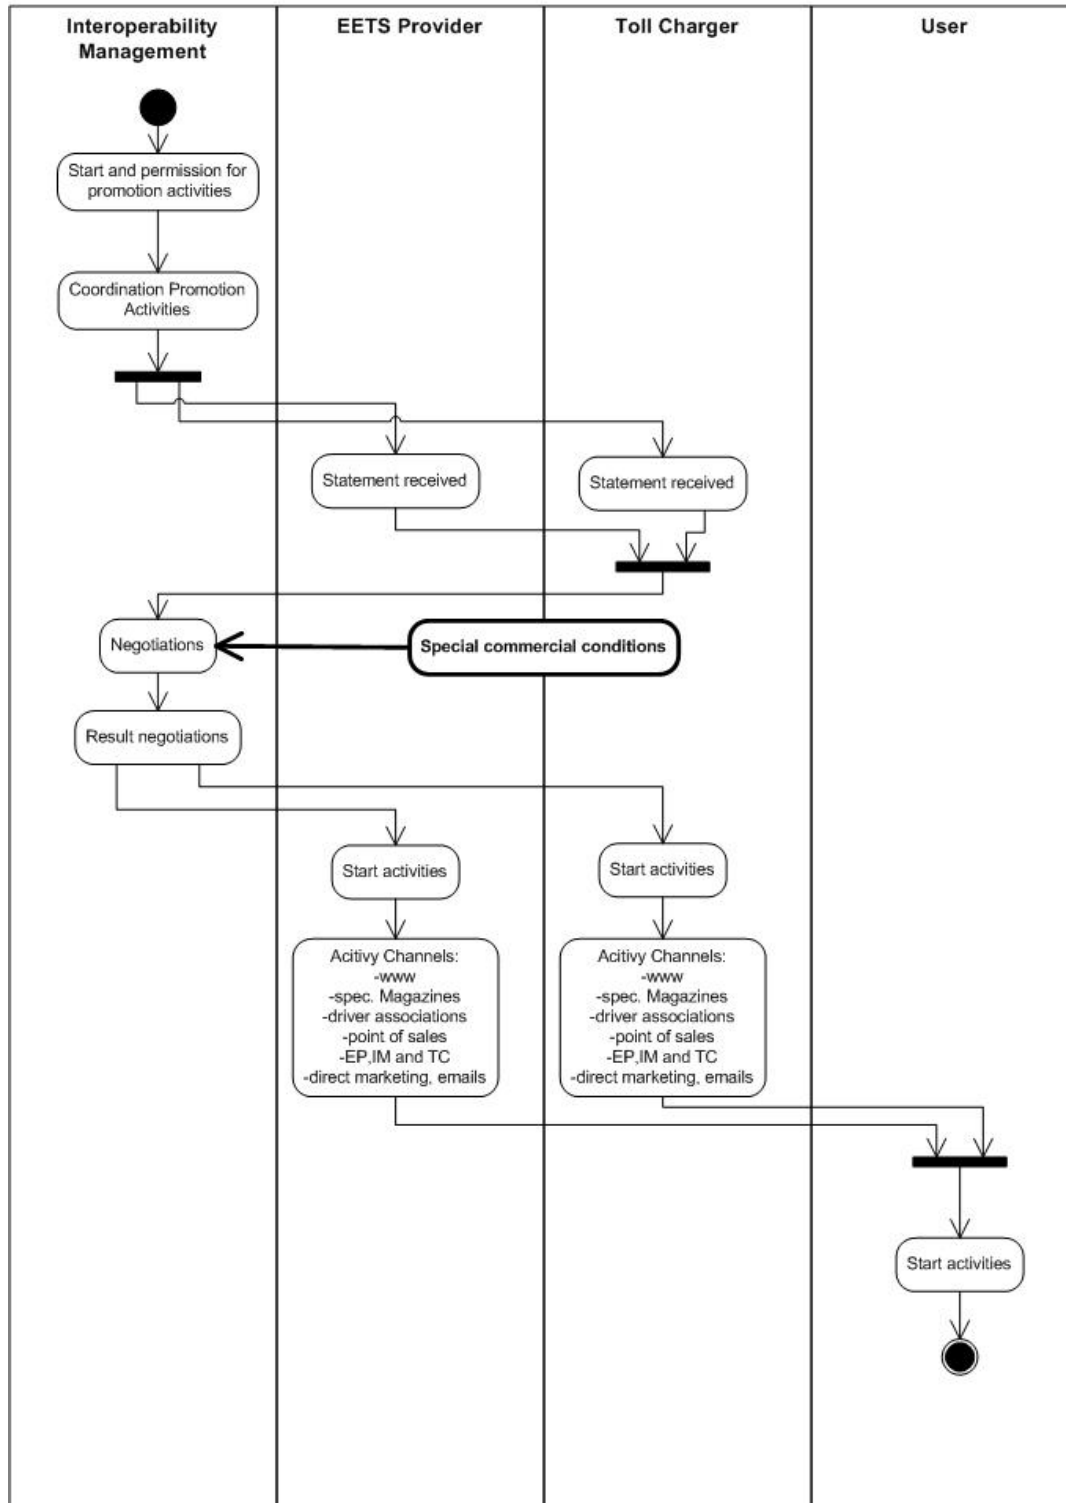 Interoperability
Management
EETS Provider
Toll Charger
User
Start and permission for
promotion activities
Coordination Promotion
Activities
Statement received
Statement received
Negotiations
Special commercial conditions
Result negotiations
Start activities
Start activities
Acitivy Channels:
-www
-spec. Magazines
-driver associations
-point of sales
-EP,IM and TC
-direct marketing, emails
Acitivy Channels:
-www
-spec. Magazines
-driver associations
-point of sales
-EP,IM and TC
-direct marketing, emails
Start activities